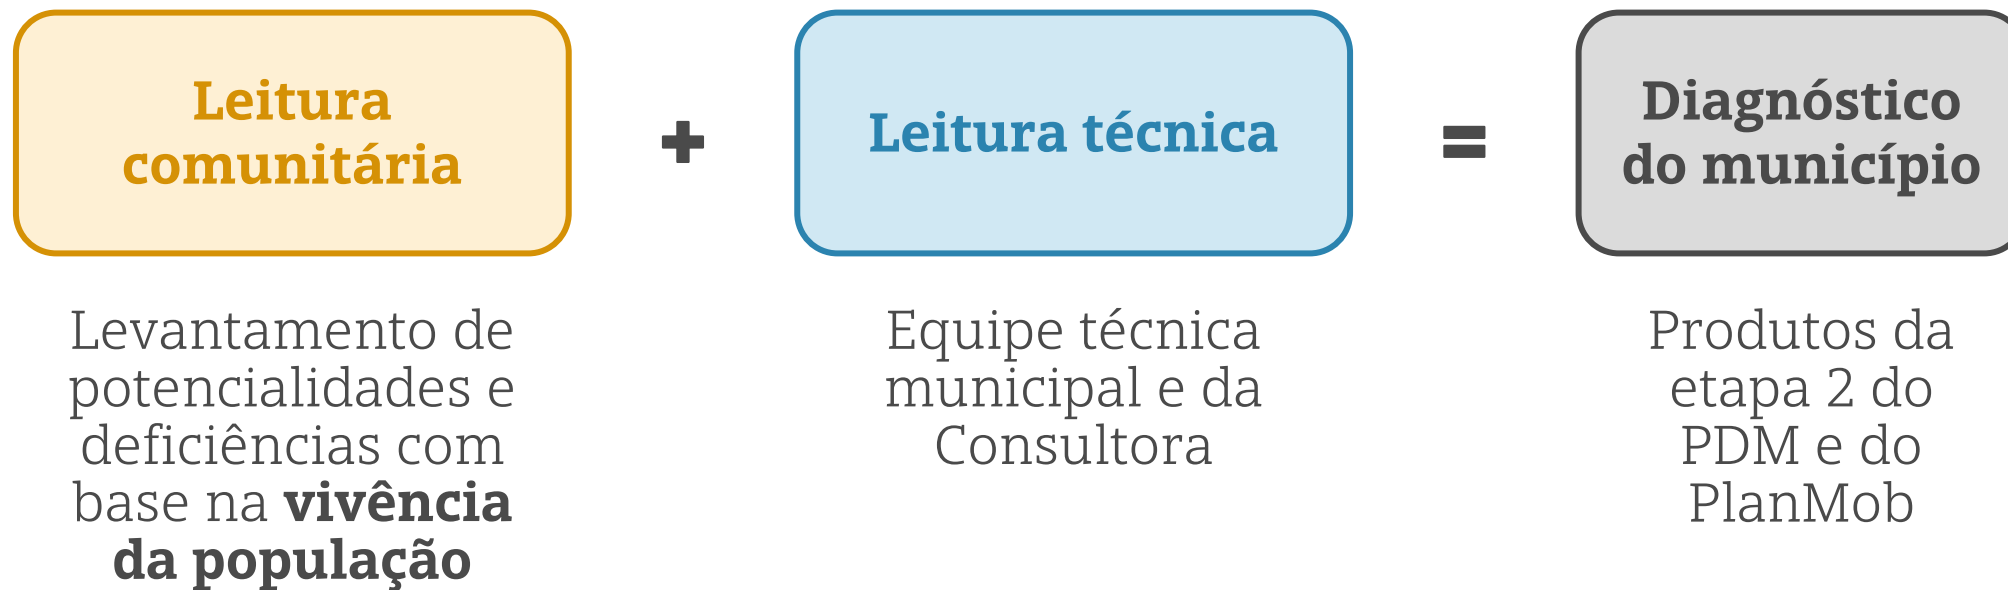 Leitura
comunitária
+
Leitura técnica
=
Diagnóstico
do município
Levantamento de
potencialidades e
deficiências com
base na vivência
da população
Equipe técnica
municipal e da
Consultora
Produtos da
etapa 2 do
PDM e do
PlanMob